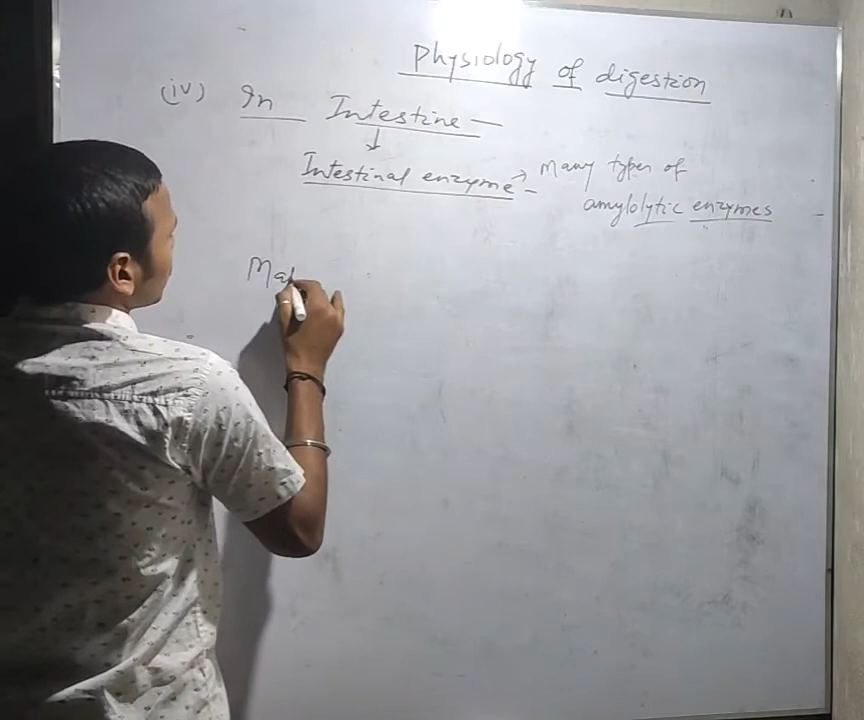 Physiology of digestion
(iv) In Intestine —
↓
Intestinal enzyme → Many types of
amylolytic enzymes
Mal